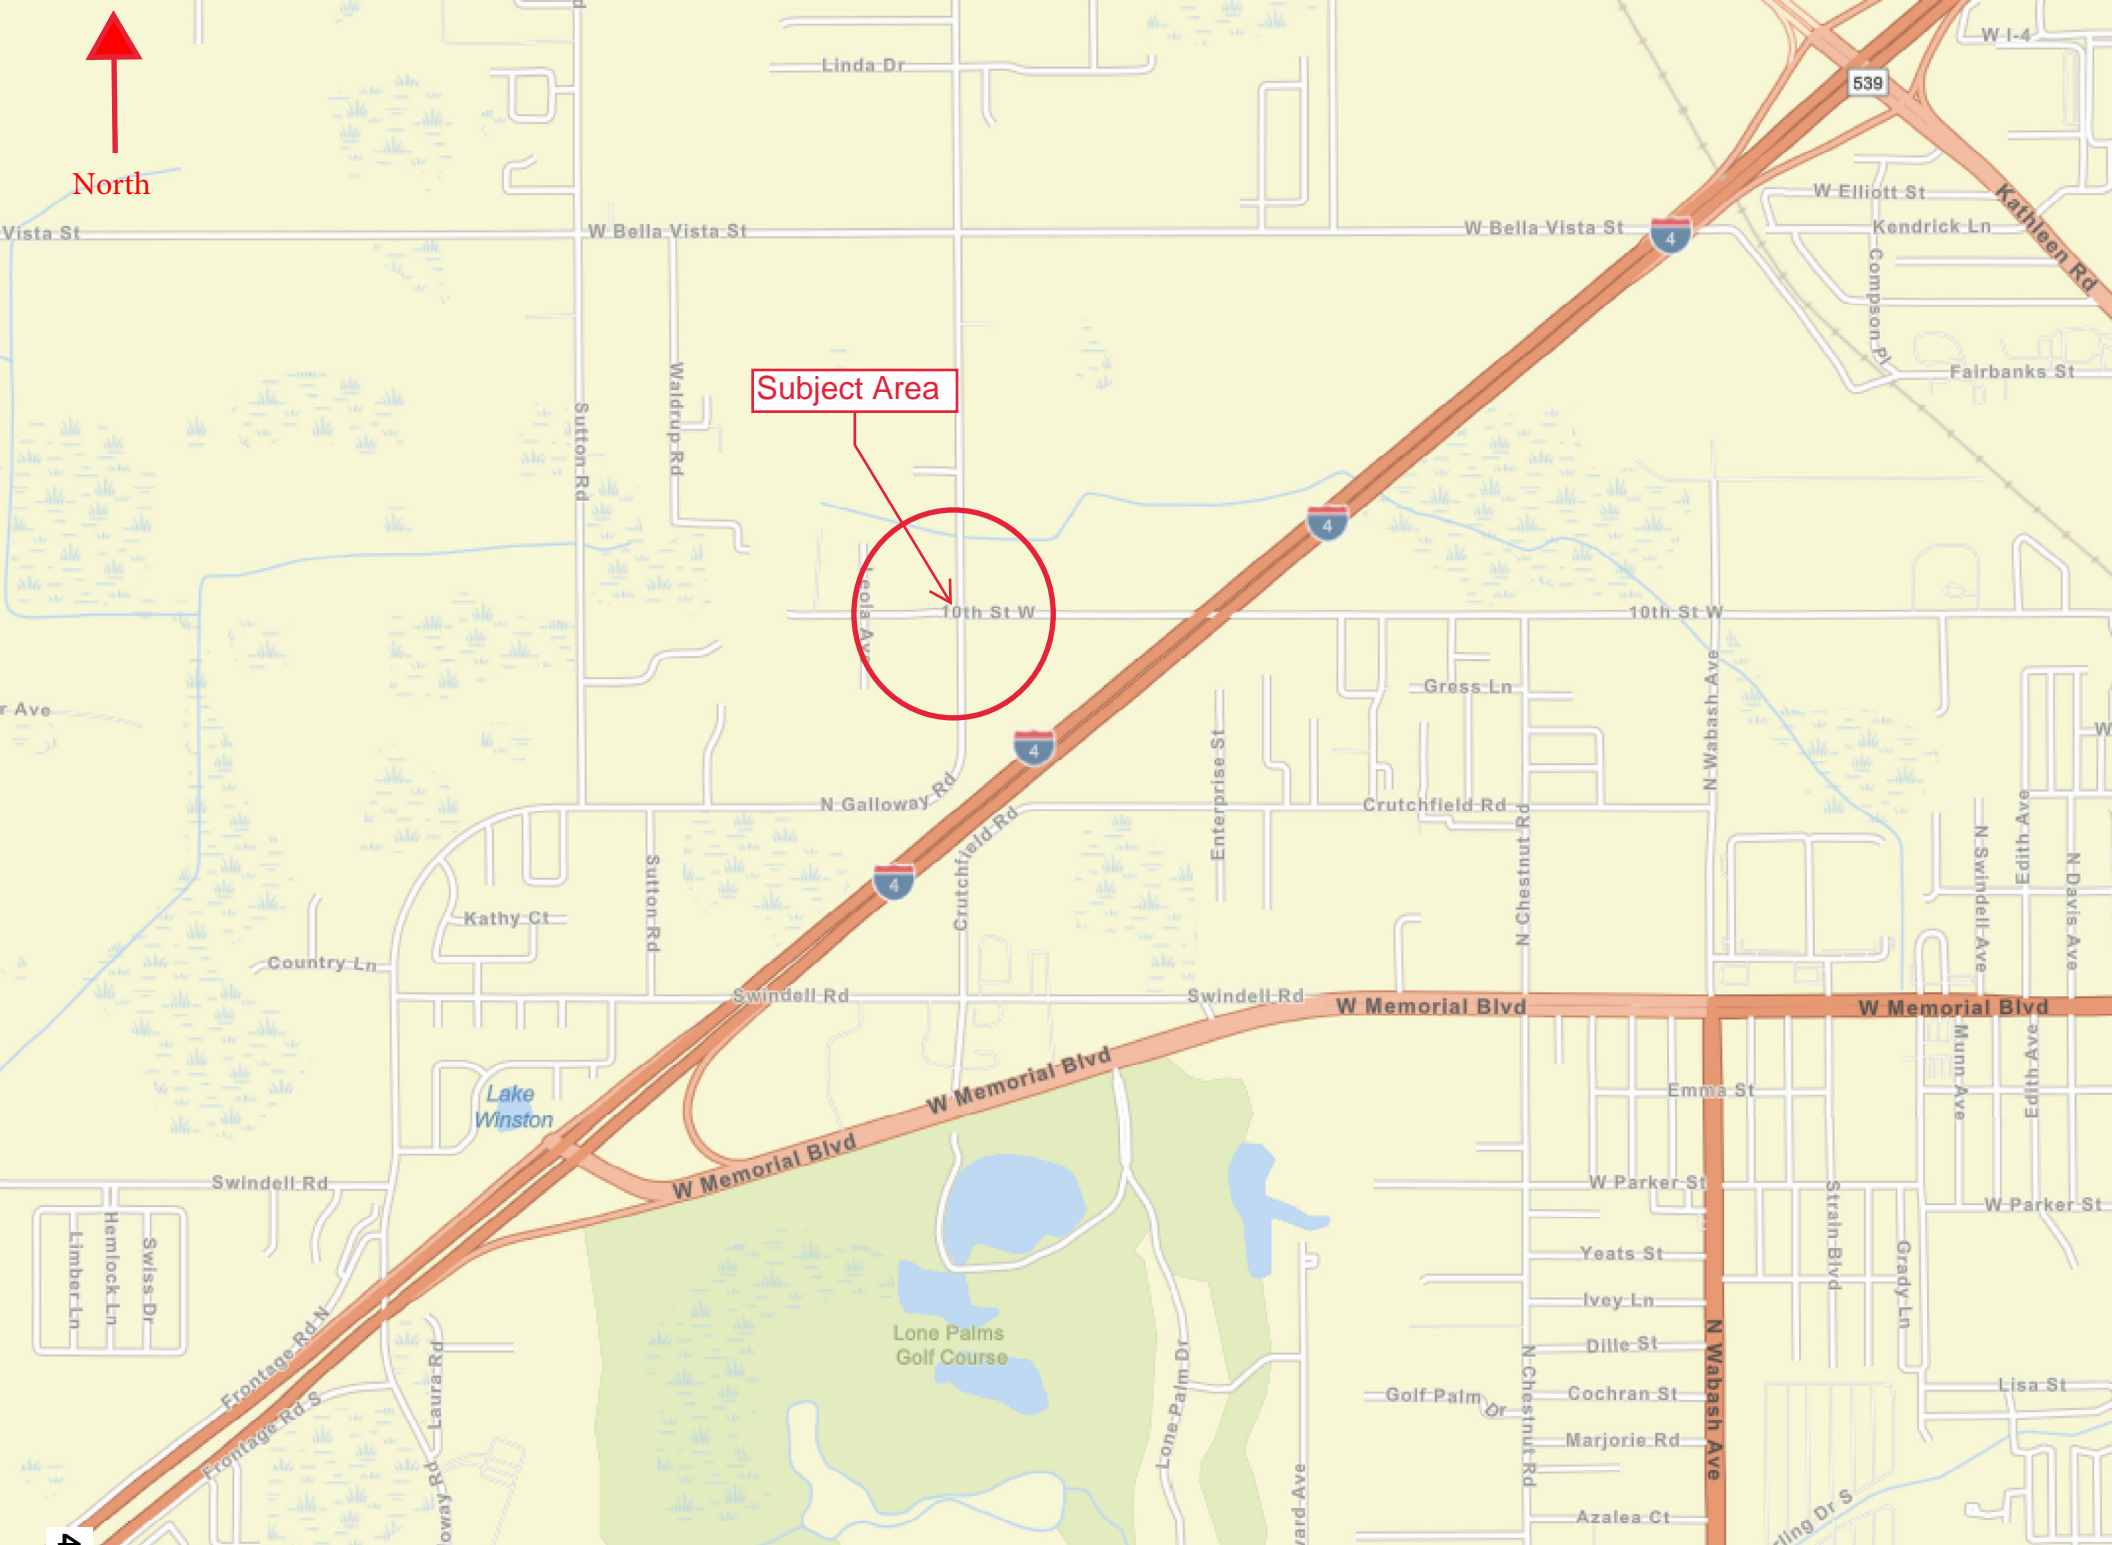 North
Linda Dr
W I-4
539
W Elliott St
Kendrick Ln
Kathleen Rd
Vista St
W Bella Vista St
W Bella Vista St
4
Compson Pl
Fairbanks St
Subject Area
Waldrup Rd
Sutton Rd
4
Leola Ave
10th St W
10th St W
Gress Ln
N Wabash Ave
r Ave
4
Enterprise St
N Galloway Rd
Crutchfield Rd
Crutchfield Rd
N Chestnut Rd
Edith Ave
N Swindell Ave
N Davis Ave
W
4
Sutton Rd
Kathy Ct
Country Ln
Swindell Rd
Swindell Rd
W Memorial Blvd
W Memorial Blvd
W Memorial Blvd
W Memorial Blvd
Munn Ave
Edith Ave
Emma St
Lake
Winston
Swindell Rd
W Parker St
W Parker St
Strain Blvd
Grady Ln
Limber Ln
Hemlock Ln
Swiss Dr
Yeats St
Ivey Ln
Dille St
Frontage Rd N
Frontage Rd S
Laura Rd
Lone Palms
Golf Course
Lone Palm Dr
Golf Palm Dr
Cochran St
N Chestnut Rd
N Wabash Ave
Lisa St
Marjorie Rd
Azalea Ct
oway Rd
vard Ave
rling Dr S
4